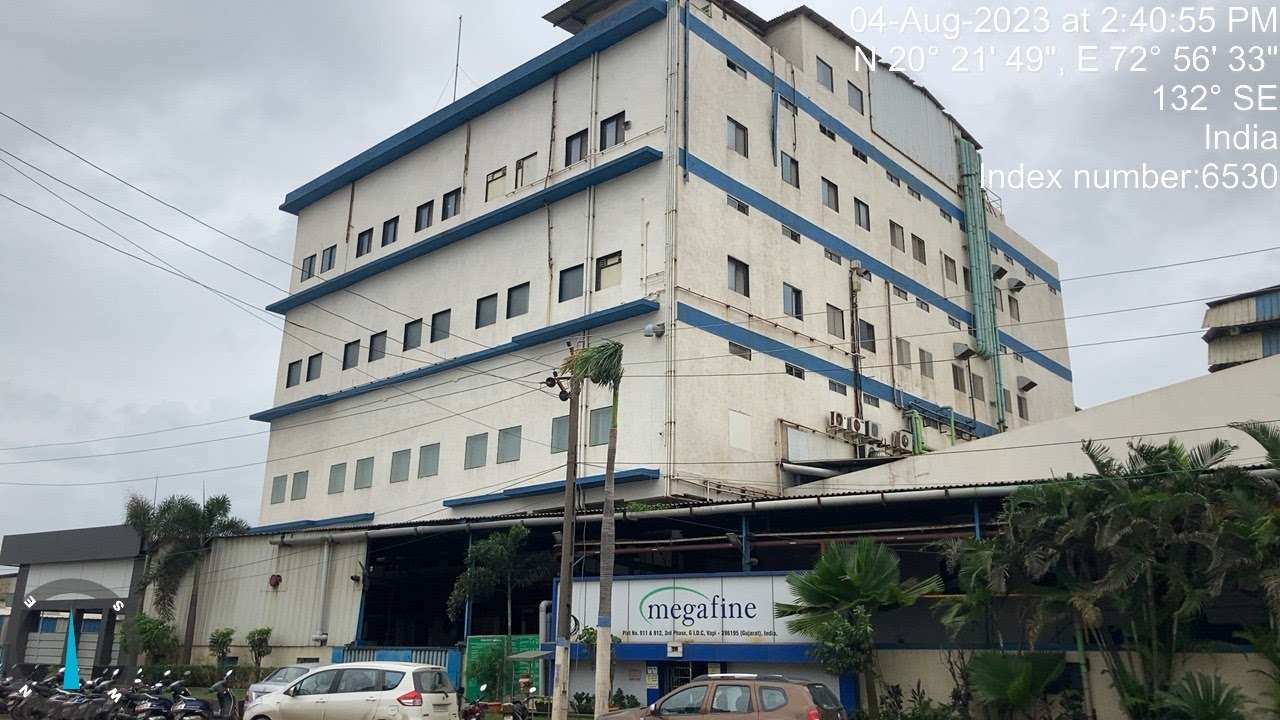 04-Aug-2023 at 2:40:55 PM
N 20° 21' 49", E 72° 56' 33"
132° SE
India
Index number:6530
megafine
Plot No. 911 & 912, 3rd Phase, G I.D.C, Vapi - 396195 (Gujarat), India.
N
E
S
W